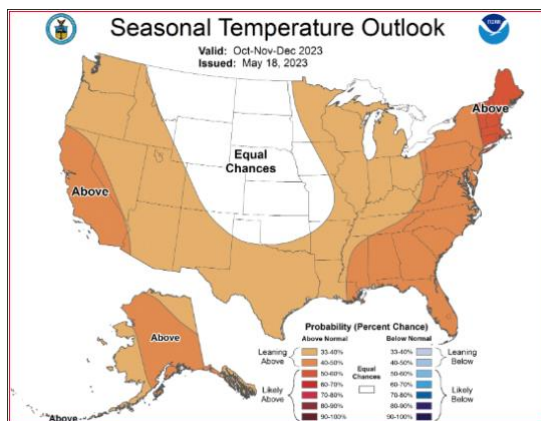 Seasonal Temperature Outlook
Valid: Oct-Nov-Dec 2023
Issued: May 18, 2023
NOAA
Above
Equal
Chances
Above
Above
Above
Probability (Percent Chance)
Above Normal Below Normal
Leaning
Above
33-40%
40-50%
50-60%
Likely
Above
60-70%
70-80%
80-90%
90-100%
Equal
Chances
33-40%
40-50%
50-60%
60-70%
70-80%
80-90%
90-100%
Leaning
Below
Likely
Below